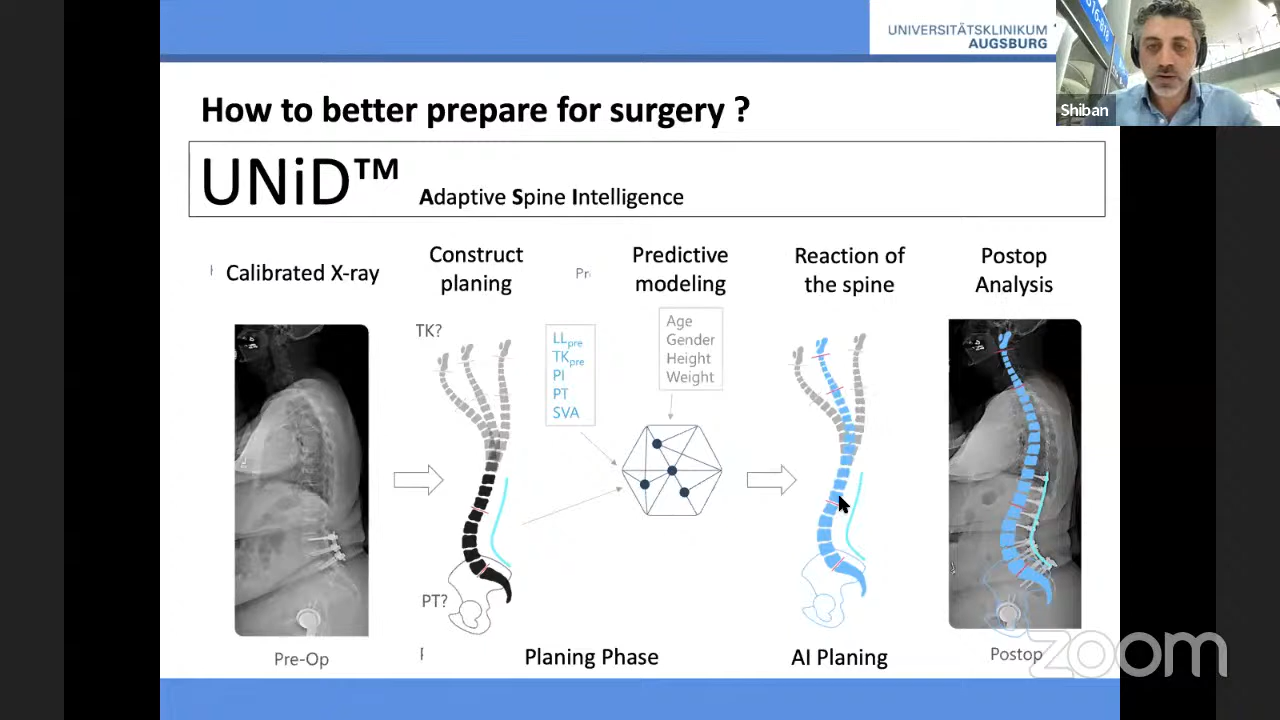 UNIVERSITÄTSKLINIKUM
AUGSBURG
Shiban
How to better prepare for surgery ?
UNiD™ Adaptive Spine Intelligence
Calibrated X-ray
Construct
planing
Predictive
modeling
Reaction of
the spine
Postop
Analysis
TK?
LLpre
TKpre
PI
PT
SVA
Age
Gender
Height
Weight
PT?
Pre-Op
Planing Phase
AI Planing
Postop
zoom